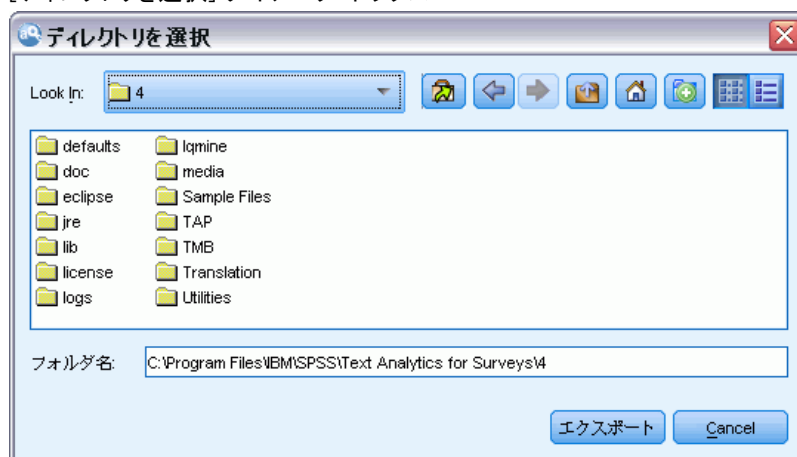 ディレクトリを選択
Look In: 4
defaults lqmine
doc media
eclipse Sample Files
jre TAP
lib TMB
license Translation
logs Utilities
フォルダ名: C:\Program Files\IBM\SPSS\Text Analytics for Surveys\4
エクスポート Cancel